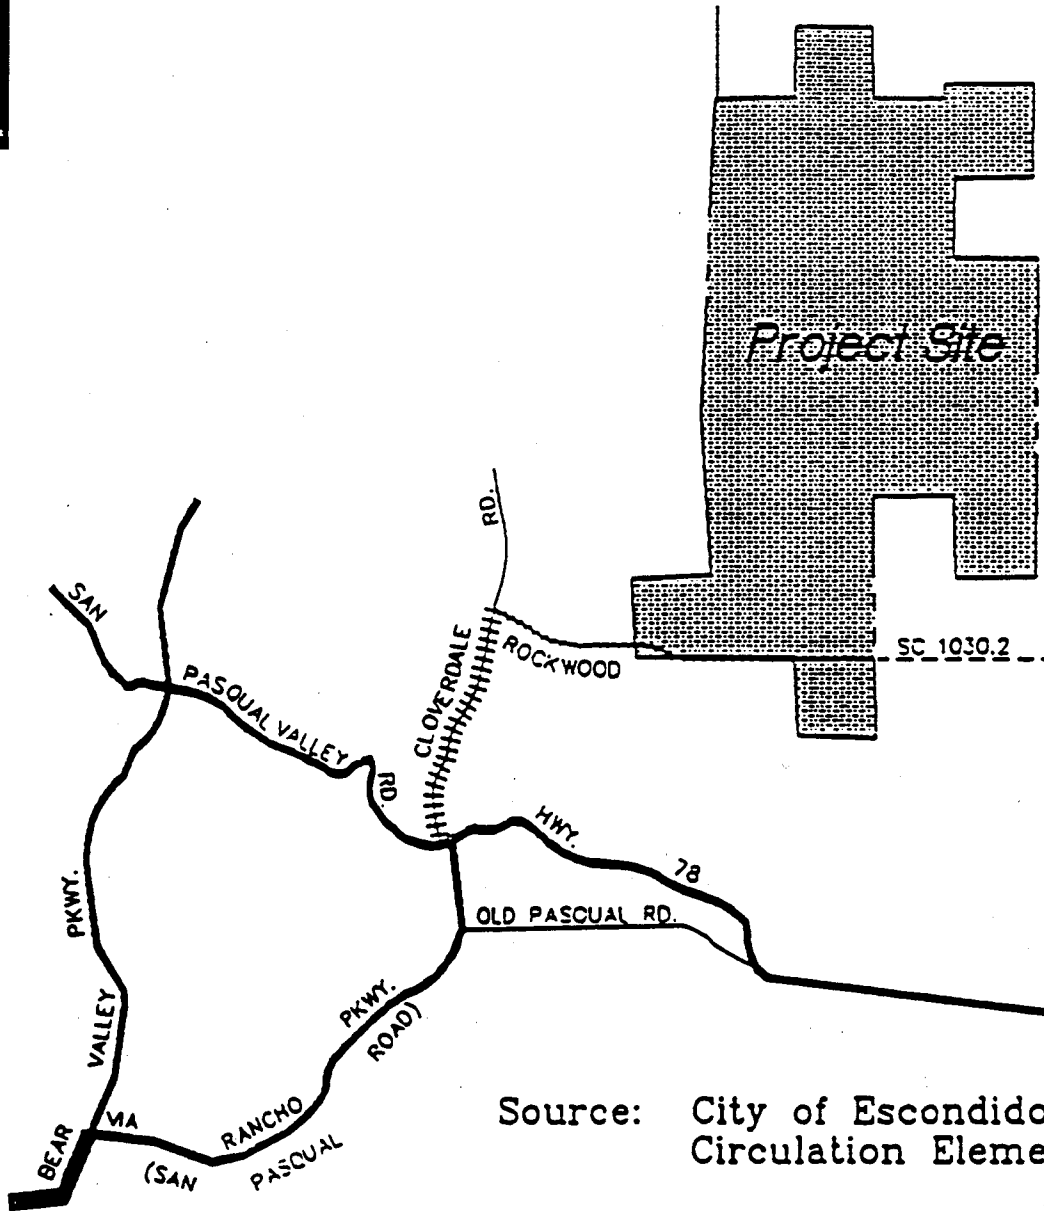 Project Site
RD.
SAN
CLOVERDALE
ROCKWOOD
SC 1030.2
PASQUAL VALLEY
RD.
HWY.
78
PKWY.
OLD PASCUAL RD.
VALLEY
PKWY.
ROAD)
VIA
RANCHO
BEAR
(SAN
PASQUAL
Source: City of Escondido
Circulation Eleme